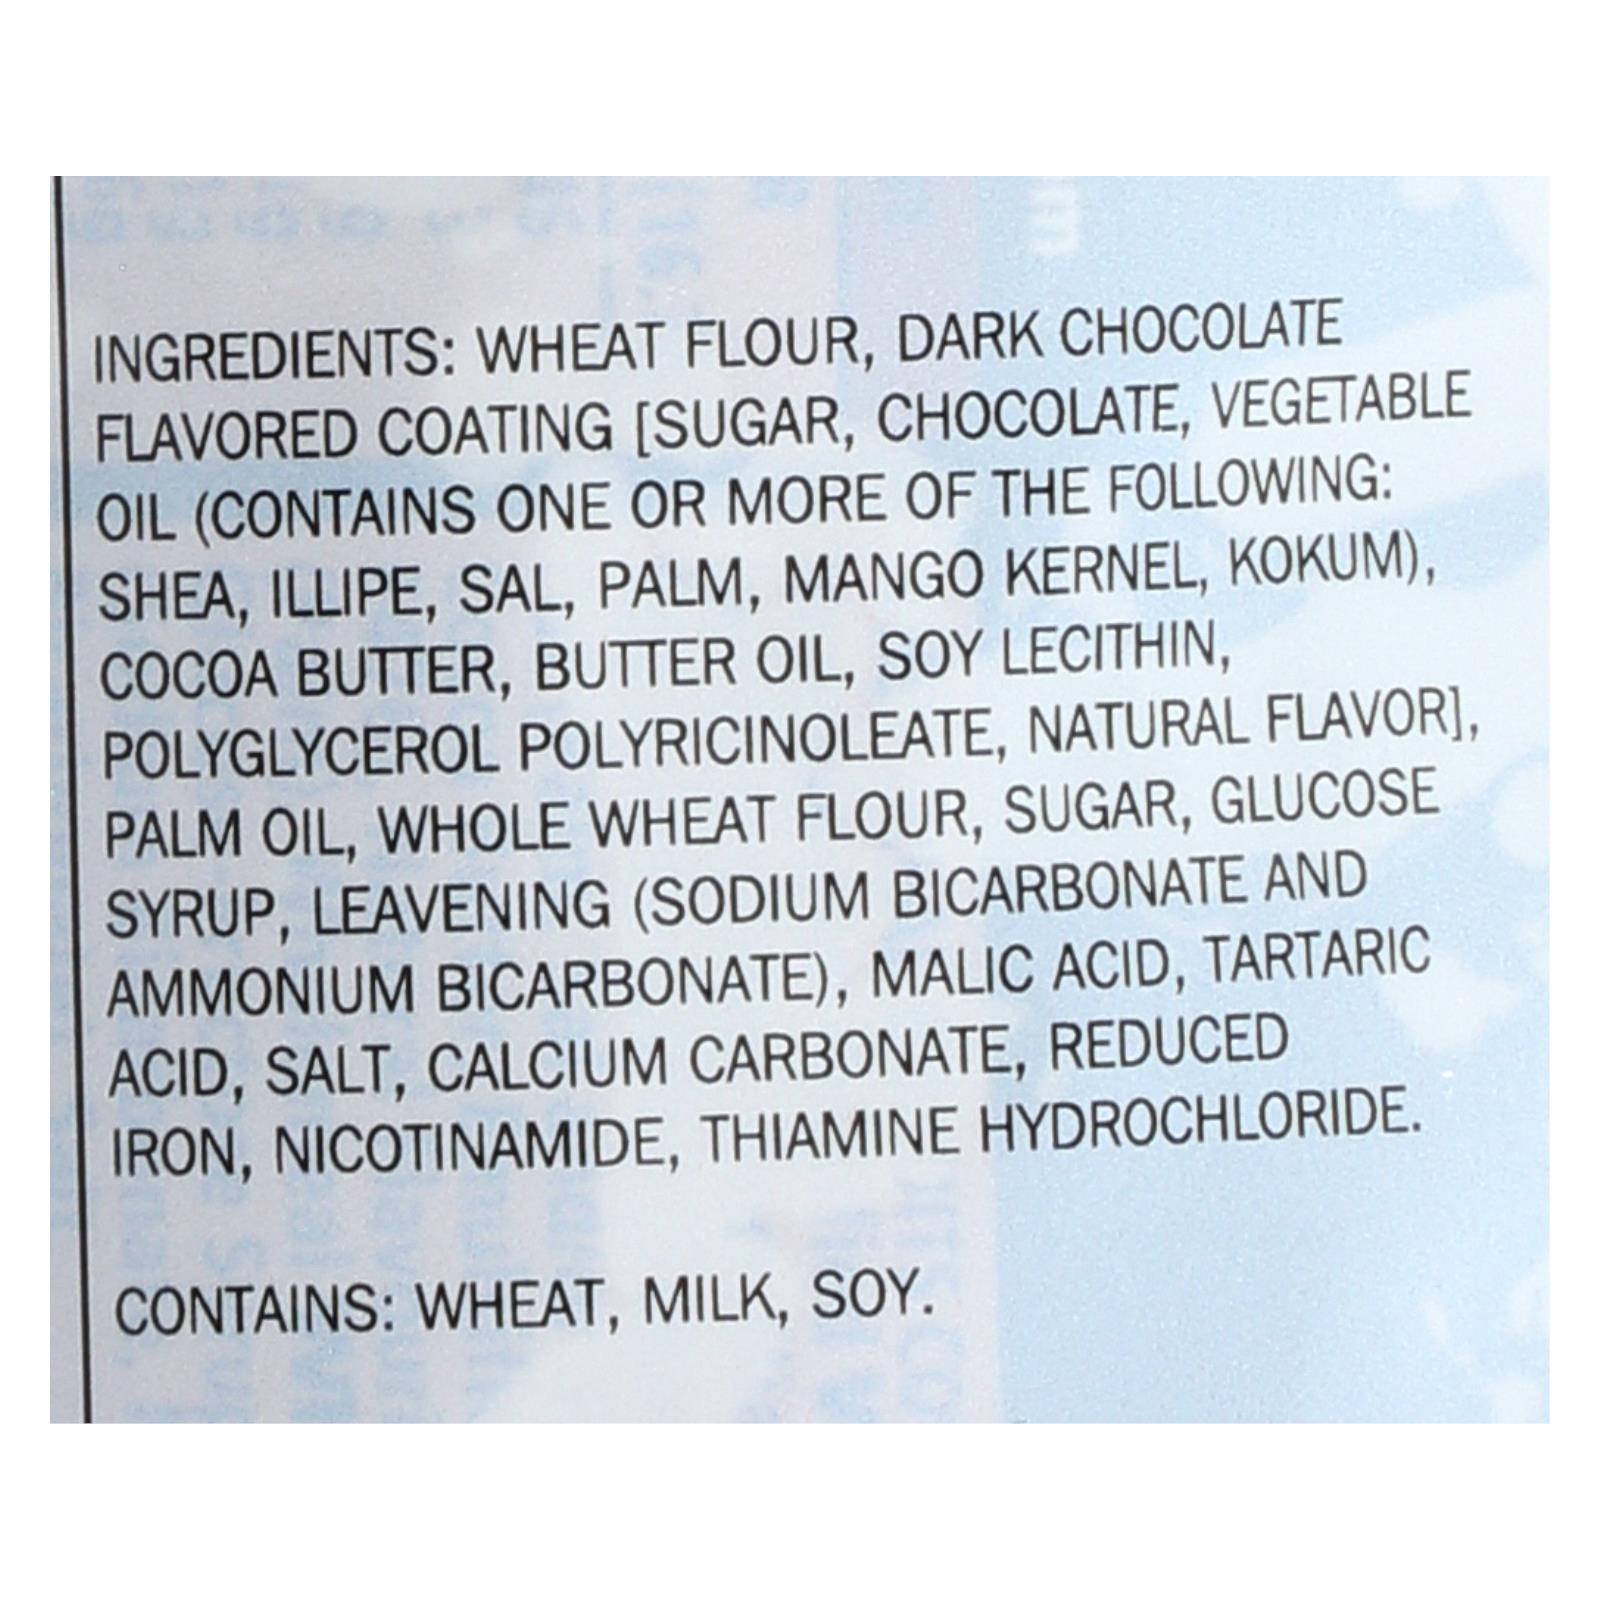 INGREDIENTS: WHEAT FLOUR, DARK CHOCOLATE
FLAVORED COATING [SUGAR, CHOCOLATE, VEGETABLE
OIL (CONTAINS ONE OR MORE OF THE FOLLOWING:
SHEA, ILLIPE, SAL, PALM, MANGO KERNEL, KOKUM),
COCOA BUTTER, BUTTER OIL, SOY LECITHIN,
POLYGLYCEROL POLYRICINOLEATE, NATURAL FLAVOR],
PALM OIL, WHOLE WHEAT FLOUR, SUGAR, GLUCOSE
SYRUP, LEAVENING (SODIUM BICARBONATE AND
AMMONIUM BICARBONATE), MALIC ACID, TARTARIC
ACID, SALT, CALCIUM CARBONATE, REDUCED
IRON, NICOTINAMIDE, THIAMINE HYDROCHLORIDE.
CONTAINS: WHEAT, MILK, SOY.